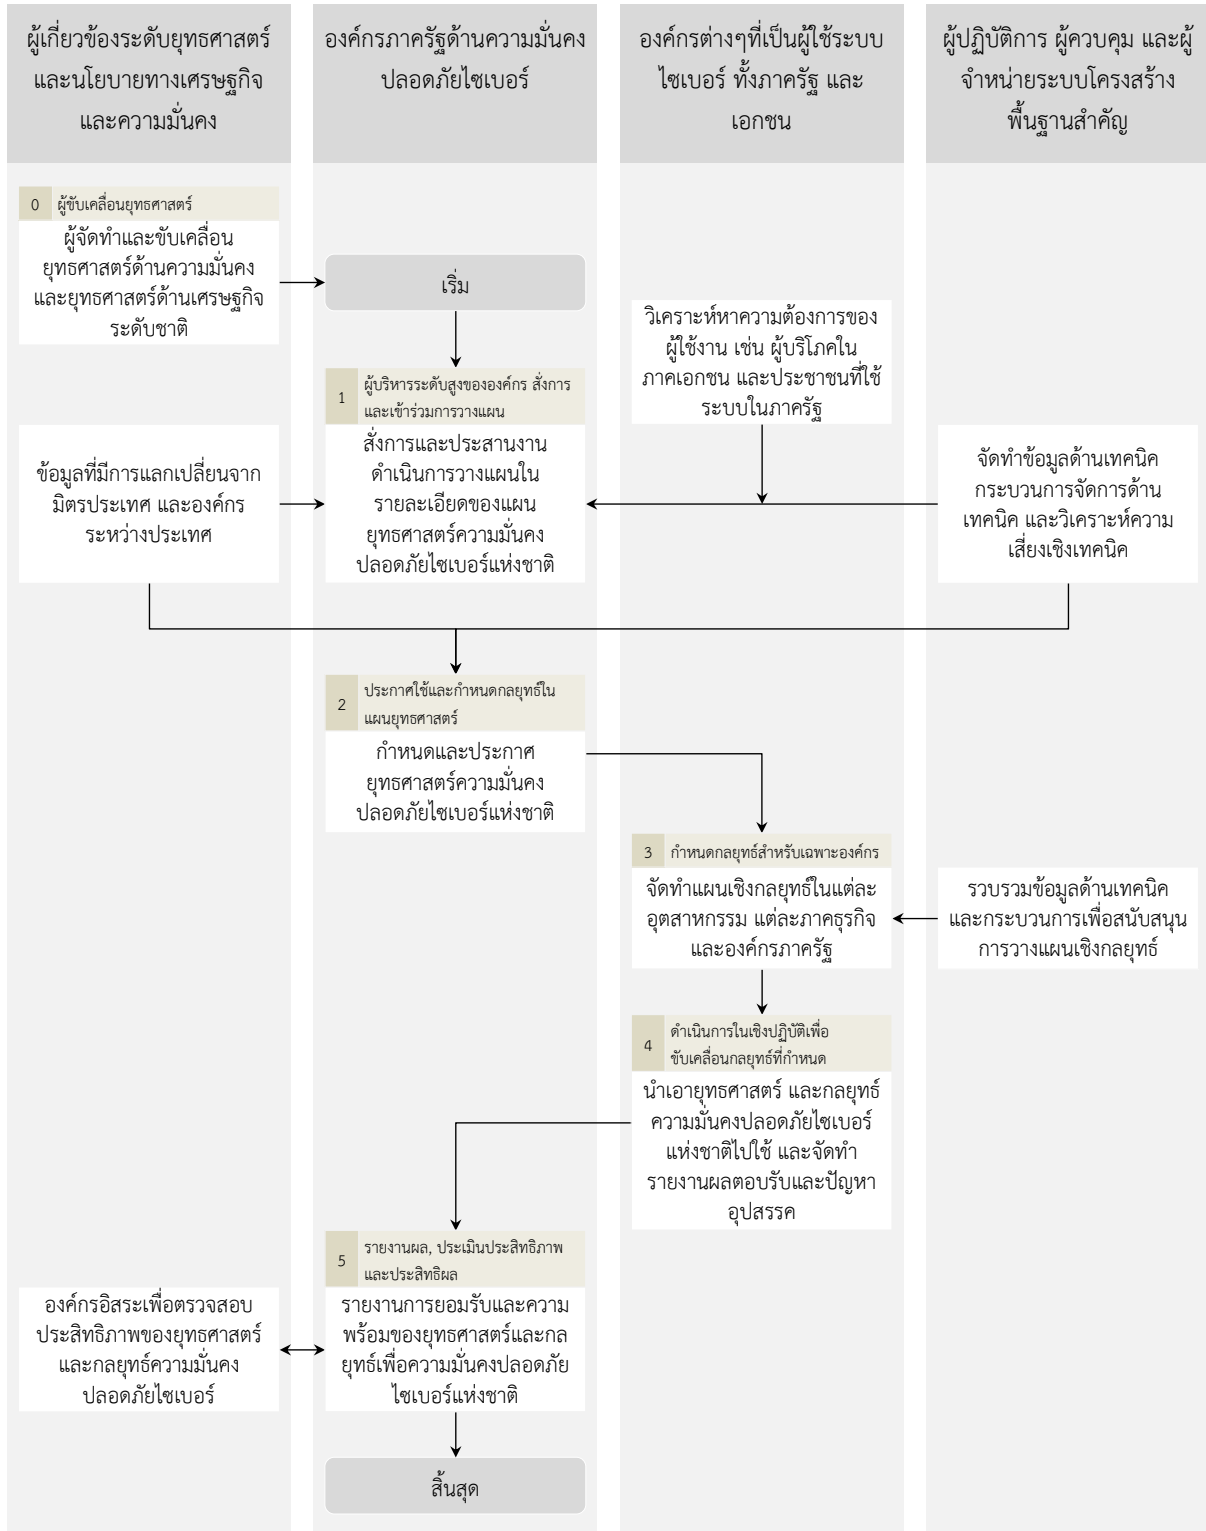 ผู้เกี่ยวข้องระดับยุทธศาสตร์
และนโยบายทางเศรษฐกิจ
และความมั่นคง
องค์กรภาครัฐด้านความมั่นคง
ปลอดภัยไซเบอร์
องค์กรต่างๆที่เป็นผู้ใช้ระบบ
ไซเบอร์ ทั้งภาครัฐ และ
เอกชน
ผู้ปฏิบัติการ ผู้ควบคุม และผู้
จำหน่ายระบบโครงสร้าง
พื้นฐานสำคัญ
0 ผู้ขับเคลื่อนยุทธศาสตร์
ผู้จัดทำและขับเคลื่อน
ยุทธศาสตร์ด้านความมั่นคง
และยุทธศาสตร์ด้านเศรษฐกิจ
ระดับชาติ
เริ่ม
วิเคราะห์หาความต้องการของ
ผู้ใช้งาน เช่น ผู้บริโภคใน
ภาคเอกชน และประชาชนที่ใช้
ระบบในภาครัฐ
1 ผู้บริหารระดับสูงขององค์กร สั่งการ
และเข้าร่วมการวางแผน
สั่งการและประสานงาน
ดำเนินการวางแผนใน
รายละเอียดของแผน
ยุทธศาสตร์ความมั่นคง
ปลอดภัยไซเบอร์แห่งชาติ
ข้อมูลที่มีการแลกเปลี่ยนจาก
มิตรประเทศ และองค์กร
ระหว่างประเทศ
จัดทำข้อมูลด้านเทคนิค
กระบวนการจัดการด้าน
เทคนิค และวิเคราะห์ความ
เสี่ยงเชิงเทคนิค
2 ประกาศใช้และกำหนดกลยุทธ์ใน
แผนยุทธศาสตร์
กำหนดและประกาศ
ยุทธศาสตร์ความมั่นคง
ปลอดภัยไซเบอร์แห่งชาติ
3 กำหนดกลยุทธ์สำหรับเฉพาะองค์กร
จัดทำแผนเชิงกลยุทธ์ในแต่ละ
อุตสาหกรรม แต่ละภาคธุรกิจ
และองค์กรภาครัฐ
รวบรวมข้อมูลด้านเทคนิค
และกระบวนการเพื่อสนับสนุน
การวางแผนเชิงกลยุทธ์
4 ดำเนินการในเชิงปฏิบัติเพื่อ
ขับเคลื่อนกลยุทธ์ที่กำหนด
นำเอายุทธศาสตร์ และกลยุทธ์
ความมั่นคงปลอดภัยไซเบอร์
แห่งชาติไปใช้ และจัดทำ
รายงานผลตอบรับและปัญหา
อุปสรรค
5 รายงานผล, ประเมินประสิทธิภาพ
และประสิทธิผล
รายงานการยอมรับและความ
พร้อมของยุทธศาสตร์และกล
ยุทธ์เพื่อความมั่นคงปลอดภัย
ไซเบอร์แห่งชาติ
องค์กรอิสระเพื่อตรวจสอบ
ประสิทธิภาพของยุทธศาสตร์
และกลยุทธ์ความมั่นคง
ปลอดภัยไซเบอร์
สิ้นสุด